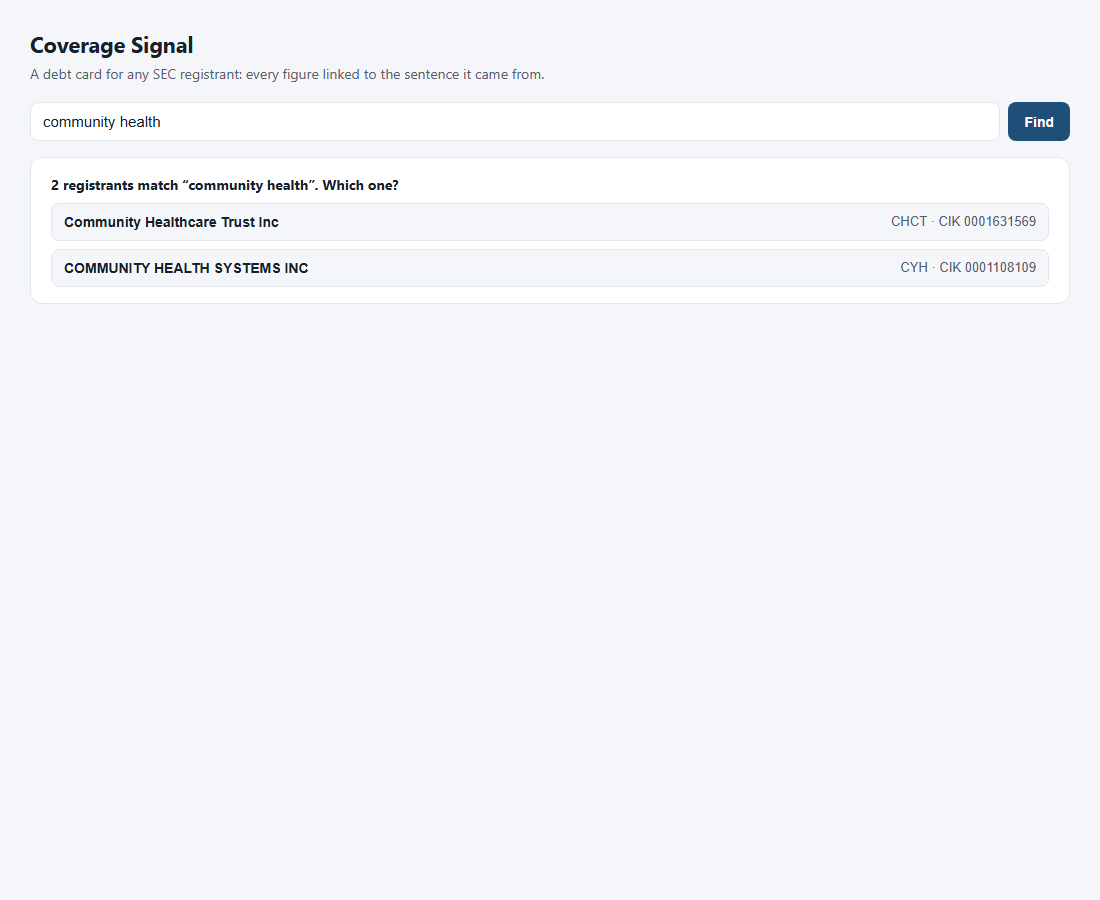 Coverage Signal
A debt card for any SEC registrant: every figure linked to the sentence it came from.
community health
Find
2 registrants match “community health”. Which one?
Community Healthcare Trust Inc CHCT · CIK 0001631569
COMMUNITY HEALTH SYSTEMS INC CYH · CIK 0001108109